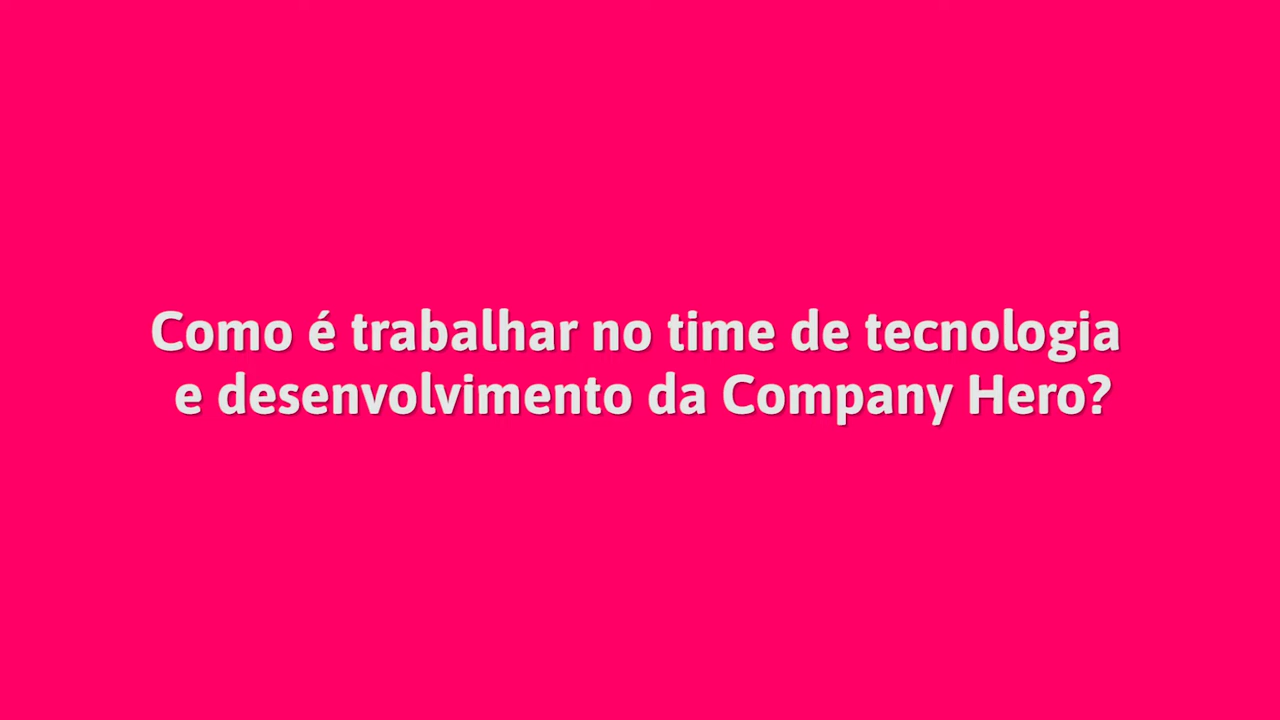 Como é trabalhar no time de tecnologia
e desenvolvimento da Company Hero?